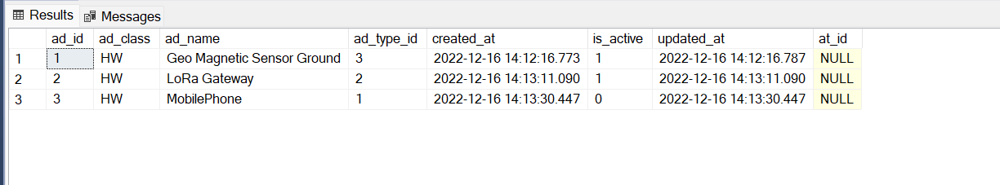 Results Messages
ad_id ad_class ad_name ad_type_id created_at is_active updated_at at_id
1 1 HW Geo Magnetic Sensor Ground 3 2022-12-16 14:12:16.773 1 2022-12-16 14:12:16.787 NULL
2 2 HW LoRa Gateway 2 2022-12-16 14:13:11.090 1 2022-12-16 14:13:11.090 NULL
3 3 HW MobilePhone 1 2022-12-16 14:13:30.447 0 2022-12-16 14:13:30.447 NULL